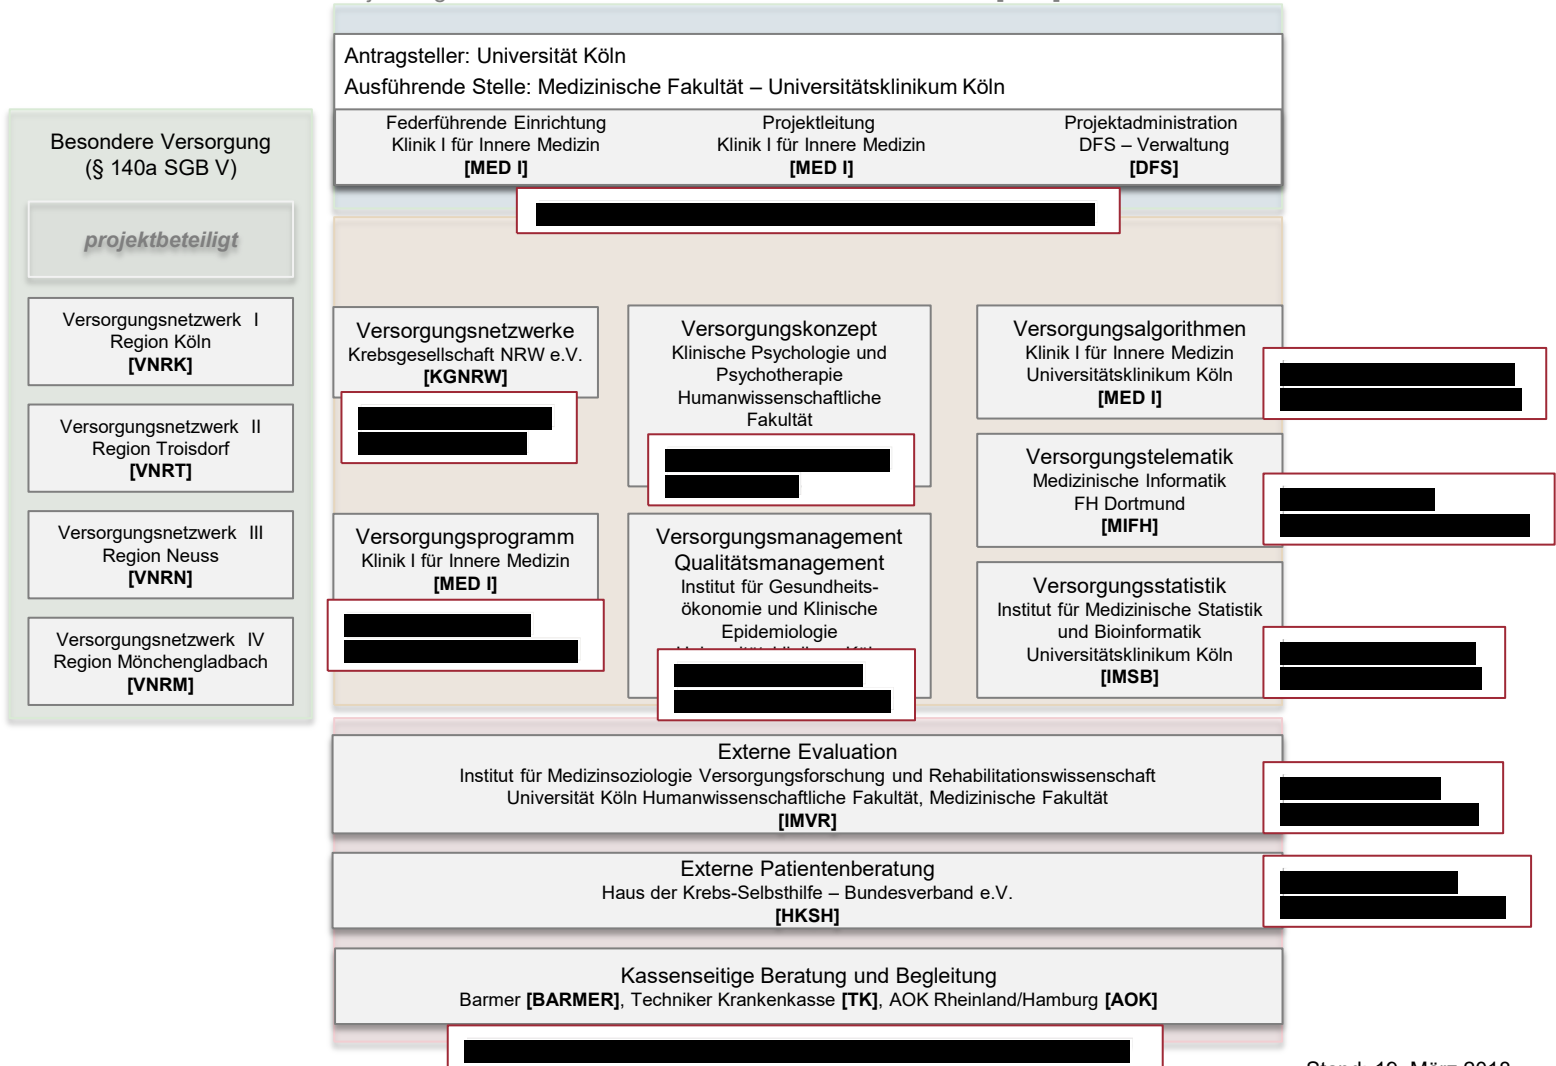 Antragsteller: Universität Köln
Ausführende Stelle: Medizinische Fakultät – Universitätsklinikum Köln
Federführende Einrichtung
Klinik I für Innere Medizin
[MED I]
Projektleitung
Klinik I für Innere Medizin
[MED I]
Projektadministration
DFS – Verwaltung
[DFS]
Besondere Versorgung
(§ 140a SGB V)
projektbeteiligt
Versorgungsnetzwerk I
Region Köln
[VNRK]
Versorgungsnetzwerk II
Region Troisdorf
[VNRT]
Versorgungsnetzwerk III
Region Neuss
[VNRN]
Versorgungsnetzwerk IV
Region Mönchengladbach
[VNRM]
Versorgungsnetzwerke
Krebsgesellschaft NRW e.V.
[KGNRW]
Versorgungsprogramm
Klinik I für Innere Medizin
[MED I]
Versorgungskonzept
Klinische Psychologie und
Psychotherapie
Humanwissenschaftliche
Fakultät
Versorgungsmanagement
Qualitätsmanagement
Institut für Gesundheits-
ökonomie und Klinische
Epidemiologie
Versorgungsalgorithmen
Klinik I für Innere Medizin
Universitätsklinikum Köln
[MED I]
Versorgungstelematik
Medizinische Informatik
FH Dortmund
[MIFH]
Versorgungsstatistik
Institut für Medizinische Statistik
und Bioinformatik
Universitätsklinikum Köln
[IMSB]
Externe Evaluation
Institut für Medizinsoziologie Versorgungsforschung und Rehabilitationswissenschaft
Universität Köln Humanwissenschaftliche Fakultät, Medizinische Fakultät
[IMVR]
Externe Patientenberatung
Haus der Krebs-Selbsthilfe – Bundesverband e.V.
[HKSH]
Kassenseitige Beratung und Begleitung
Barmer [BARMER], Techniker Krankenkasse [TK], AOK Rheinland/Hamburg [AOK]